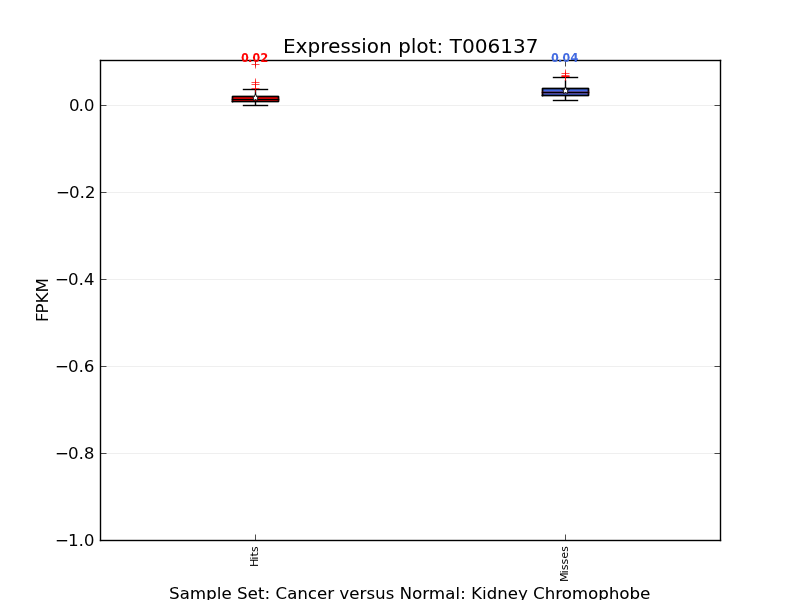 Expression plot: T006137
0.02
0.04
0.0
−0.2
−0.4
−0.6
−0.8
−1.0
FPKM
Hits
Misses
Sample Set: Cancer versus Normal: Kidney Chromophobe